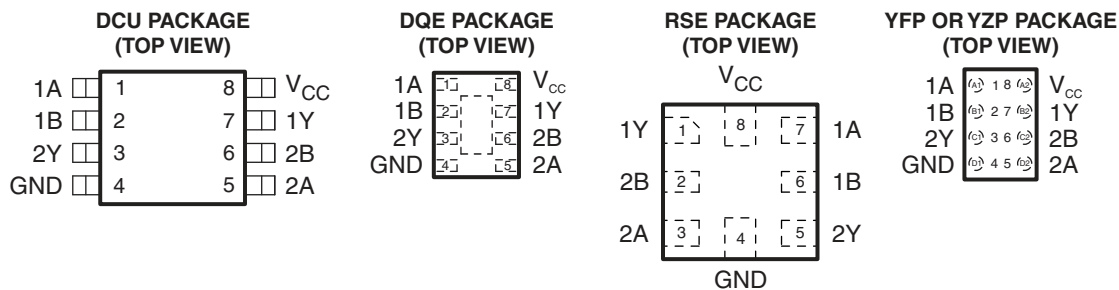 DCU PACKAGE
(TOP VIEW)
1A 1 8 VCC
1B 2 7 1Y
2Y 3 6 2B
GND 4 5 2A
DQE PACKAGE
(TOP VIEW)
1A 1 8 VCC
1B 2 7 1Y
2Y 3 6 2B
GND 4 5 2A
RSE PACKAGE
(TOP VIEW)
VCC
1Y 1 8 7 1A
2B 2 6 1B
2A 3 4 5 2Y
GND
YFP OR YZP PACKAGE
(TOP VIEW)
1A A1 1 8 A2 VCC
1B B1 2 7 B2 1Y
2Y C1 3 6 C2 2B
GND D1 4 5 D2 2A